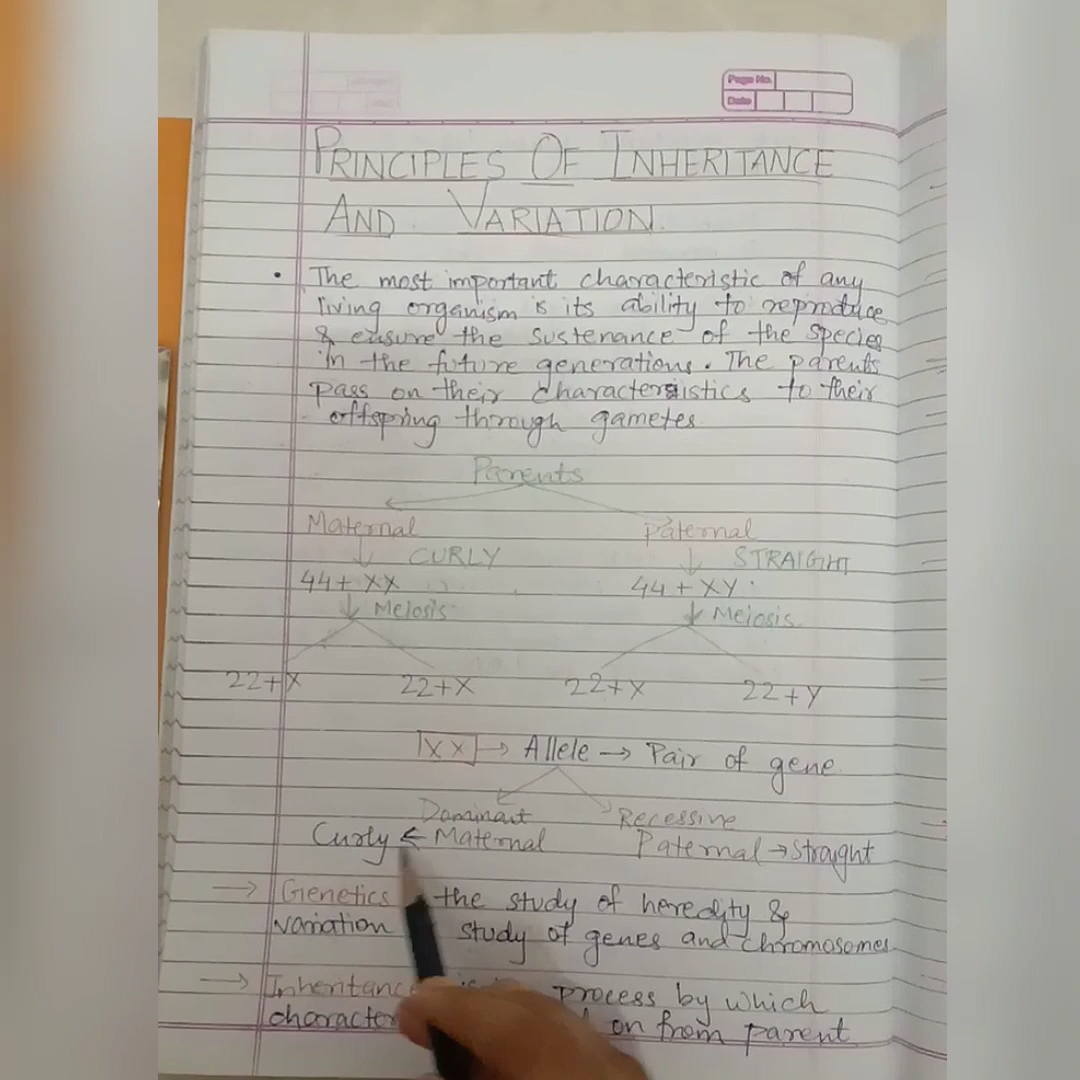 Page No.
Date
PRINCIPLES OF INHERITANCE
AND VARIATION
• The most important characteristic of any
living organism is its ability to reproduce
& ensure the sustenance of the species
in the future generations. The parents
pass on their characteristics to their
offspring through gametes
Parents
Maternal Paternal
CURLY STRAIGHT
44+ XX 44 + XY
Meiosis Meiosis
22+X 22+X 22+X 22+Y
XX → Allele → Pair of gene
Dominant Recessive
Curly ← Maternal Paternal → Straight
→ Genetics the study of heredity &
variation study of genes and chromosomes
→ Inheritance process by which
on from parent